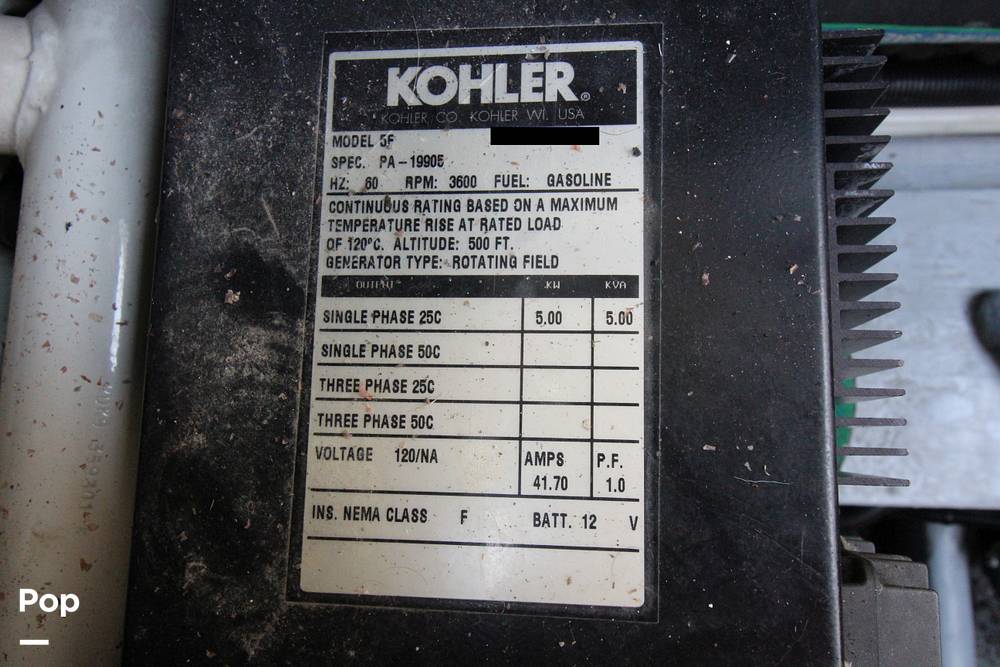 KOHLER®
KOHLER CO. KOHLER WI. USA
MODEL 5E
SPEC. PA-19905
HZ: 60 RPM: 3600 FUEL: GASOLINE
CONTINUOUS RATING BASED ON A MAXIMUM
TEMPERATURE RISE AT RATED LOAD
OF 120°C. ALTITUDE: 500 FT.
GENERATOR TYPE: ROTATING FIELD
OUTPUT KW KVA
SINGLE PHASE 25C 5.00 5.00
SINGLE PHASE 50C
THREE PHASE 25C
THREE PHASE 50C
VOLTAGE 120/NA AMPS P.F.
41.70 1.0
INS. NEMA CLASS F BATT. 12 V
Pop